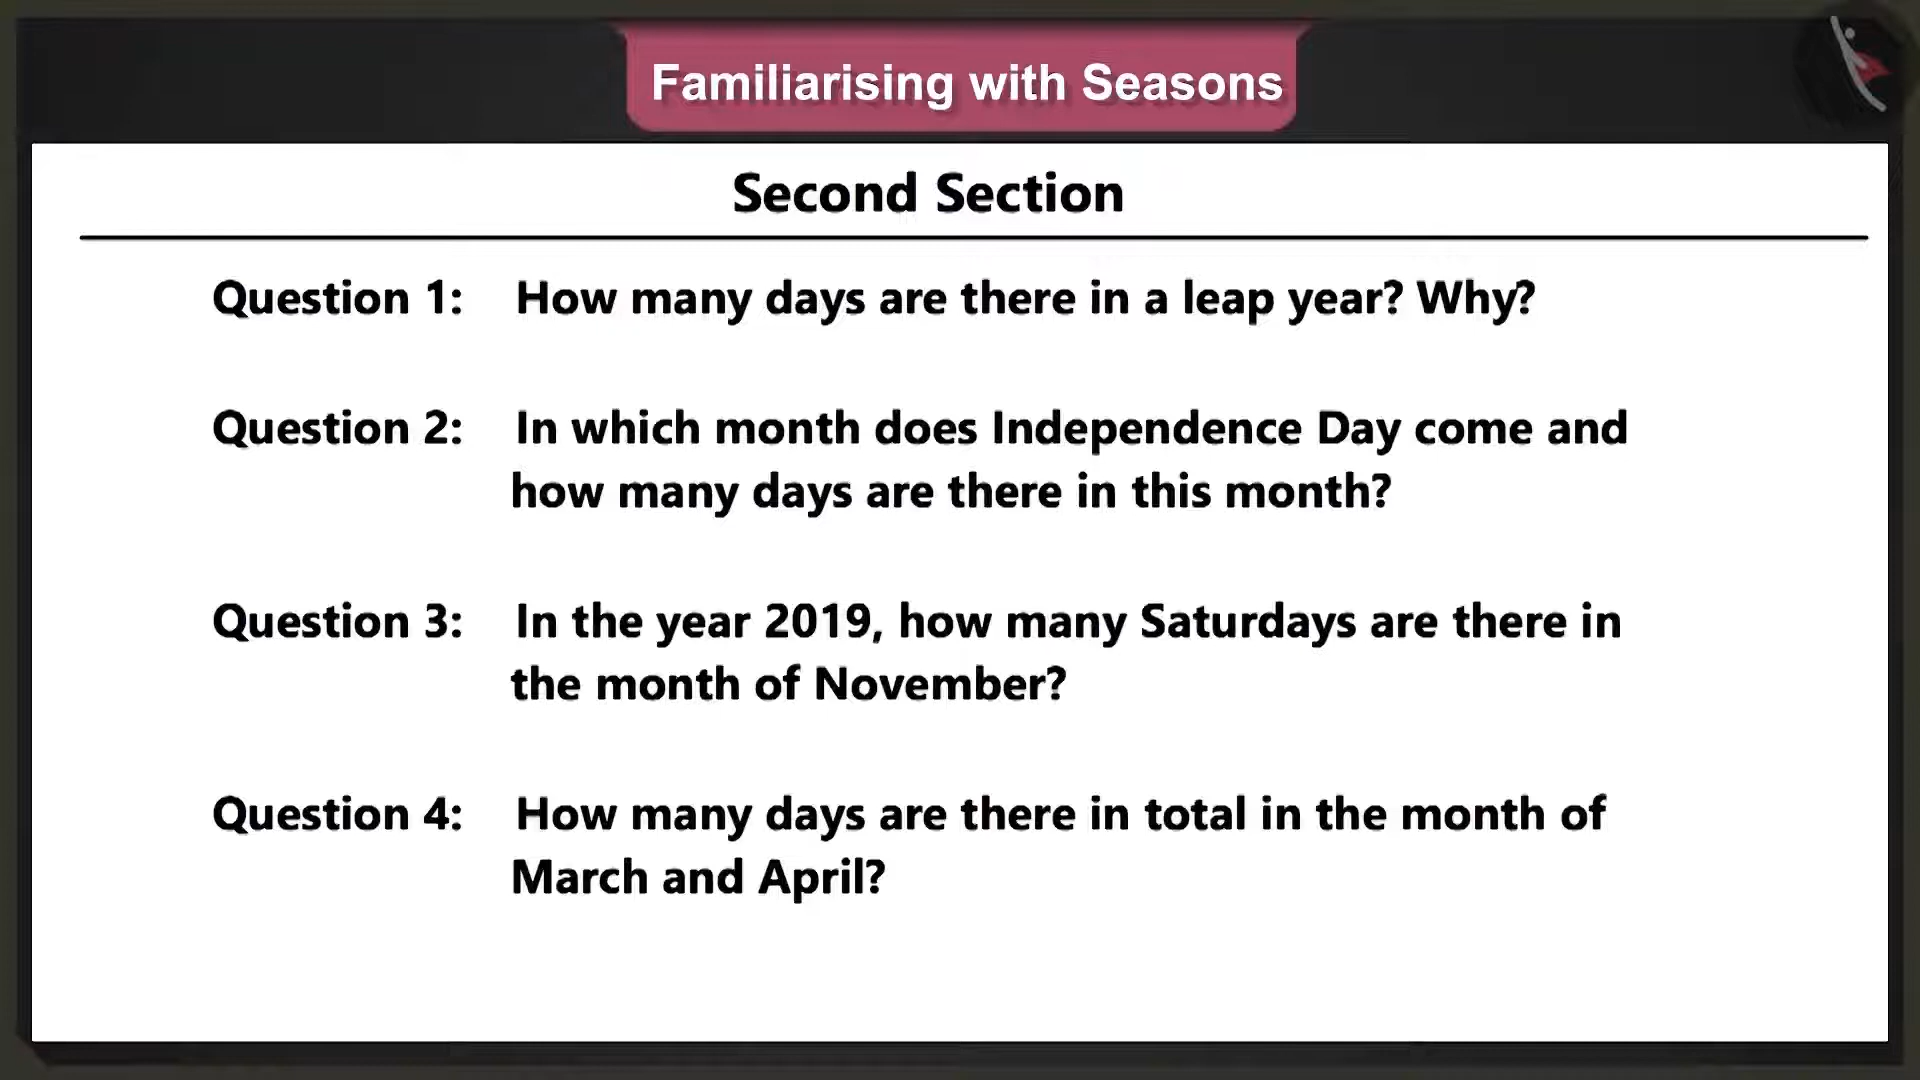 Familiarising with Seasons
Second Section
Question 1: How many days are there in a leap year? Why?
Question 2: In which month does Independence Day come and
how many days are there in this month?
Question 3: In the year 2019, how many Saturdays are there in
the month of November?
Question 4: How many days are there in total in the month of
March and April?